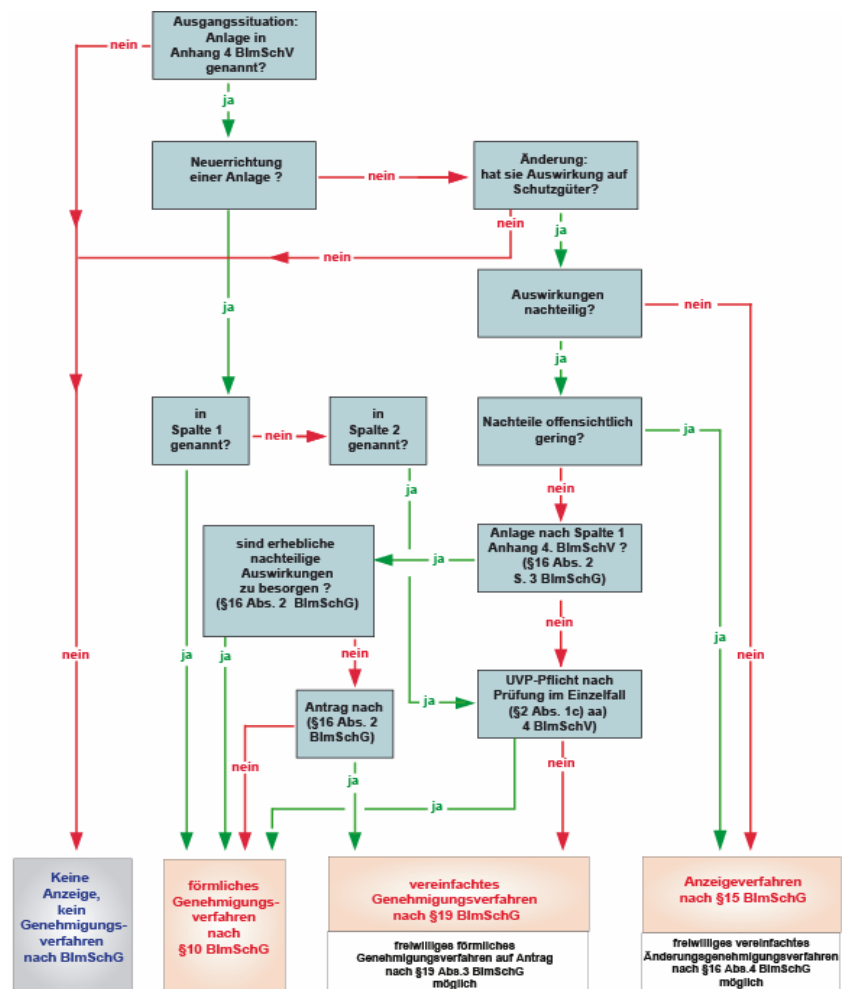 Ausgangssituation:
Anlage in
Anhang 4 BImSchV
genannt?
nein
ja
Neuerrichtung
einer Anlage ?
nein
Änderung:
hat sie Auswirkung auf
Schutzgüter?
nein
ja
nein
Auswirkungen
nachteilig?
nein
ja
ja
in
Spalte 1
genannt?
nein
in
Spalte 2
genannt?
Nachteile offensichtlich
gering?
ja
nein
ja
sind erhebliche
nachteilige
Auswirkungen
zu besorgen ?
(§16 Abs. 2 BImSchG)
ja
Anlage nach Spalte 1
Anhang 4. BImSchV ?
(§16 Abs. 2
S. 3 BImSchG)
nein
nein
ja
ja
nein
ja
nein
Antrag nach
(§16 Abs. 2
BImSchG)
ja
UVP-Pflicht nach
Prüfung im Einzelfall
(§2 Abs. 1c) aa)
4 BImSchV)
nein
ja
ja
nein
Keine
Anzeige,
kein
Genehmigungs-
verfahren
nach BImSchG
förmliches
Genehmigungs-
verfahren
nach
§10 BImSchG
vereinfachtes
Genehmigungsverfahren
nach §19 BImSchG
freiwilliges förmliches
Genehmigungsverfahren auf Antrag
nach §19 Abs.3 BImSchG
möglich
Anzeigeverfahren
nach §15 BImSchG
freiwilliges vereinfachtes
Änderungsgenehmigungsverfahren
nach §16 Abs.4 BImSchG
möglich